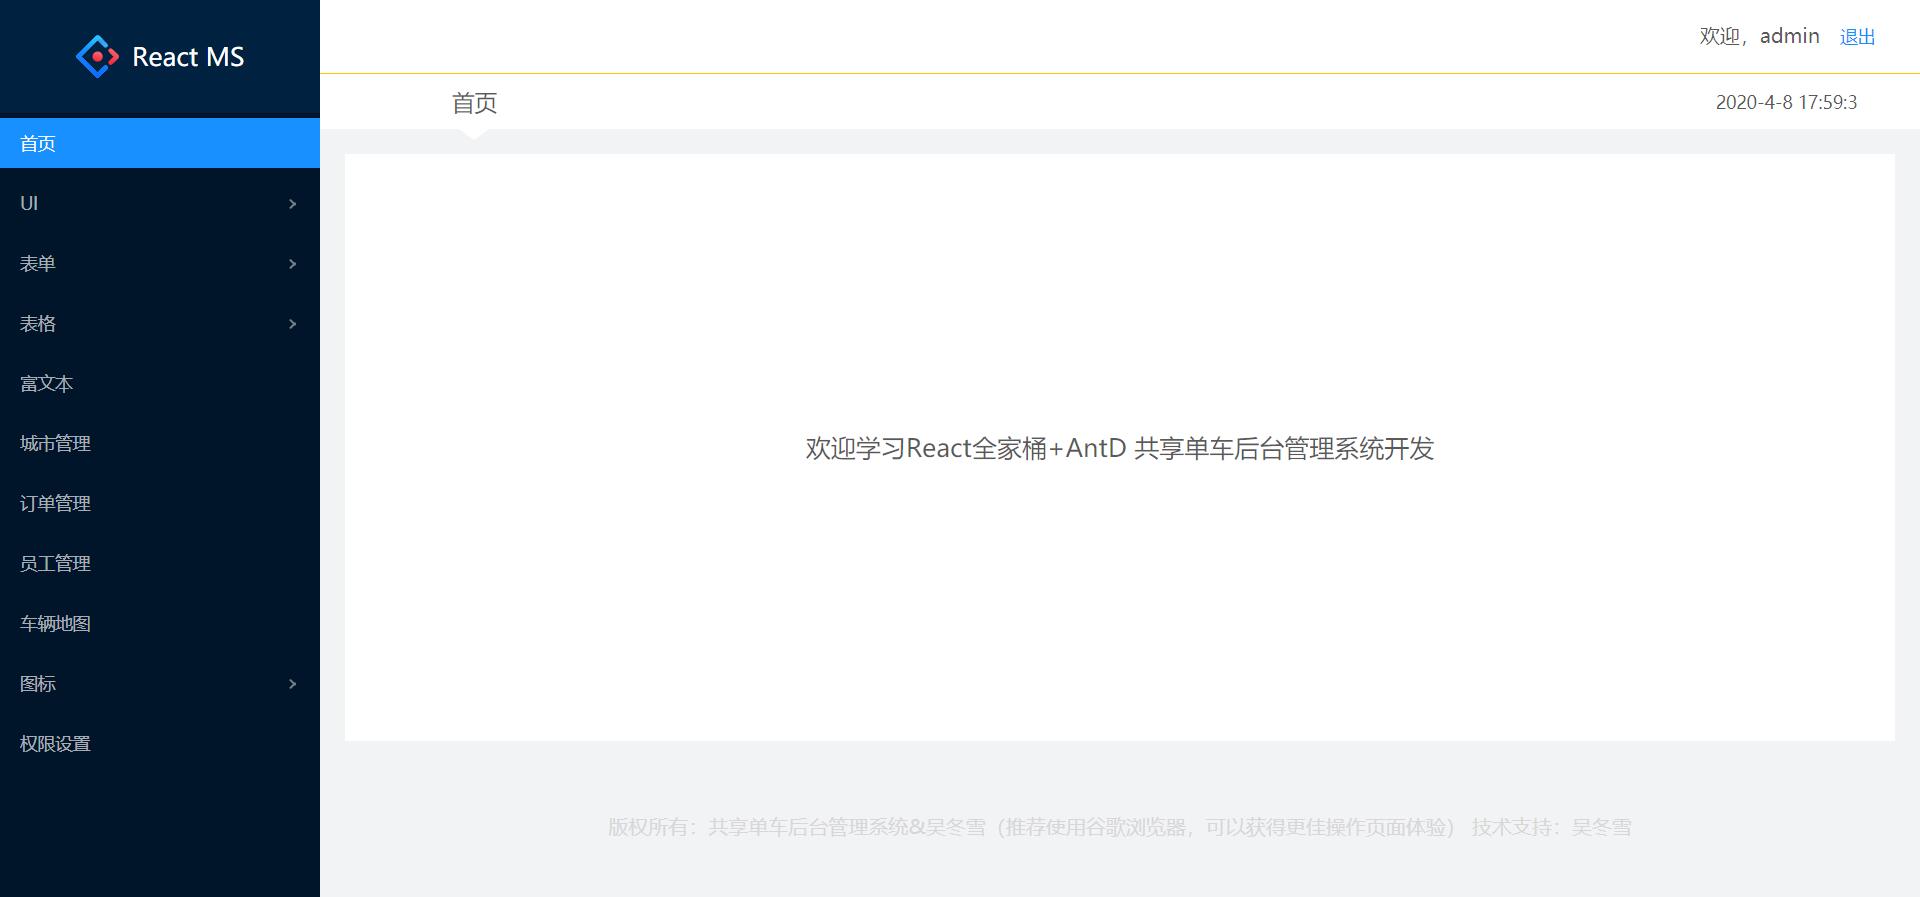 React MS
首页
UI
表单
表格
富文本
城市管理
订单管理
员工管理
车辆地图
图标
权限设置
欢迎，admin 退出
首页 2020-4-8 17:59:3
欢迎学习React全家桶+AntD 共享单车后台管理系统开发
版权所有：共享单车后台管理系统&吴冬雪（推荐使用谷歌浏览器，可以获得更佳操作页面体验） 技术支持：吴冬雪